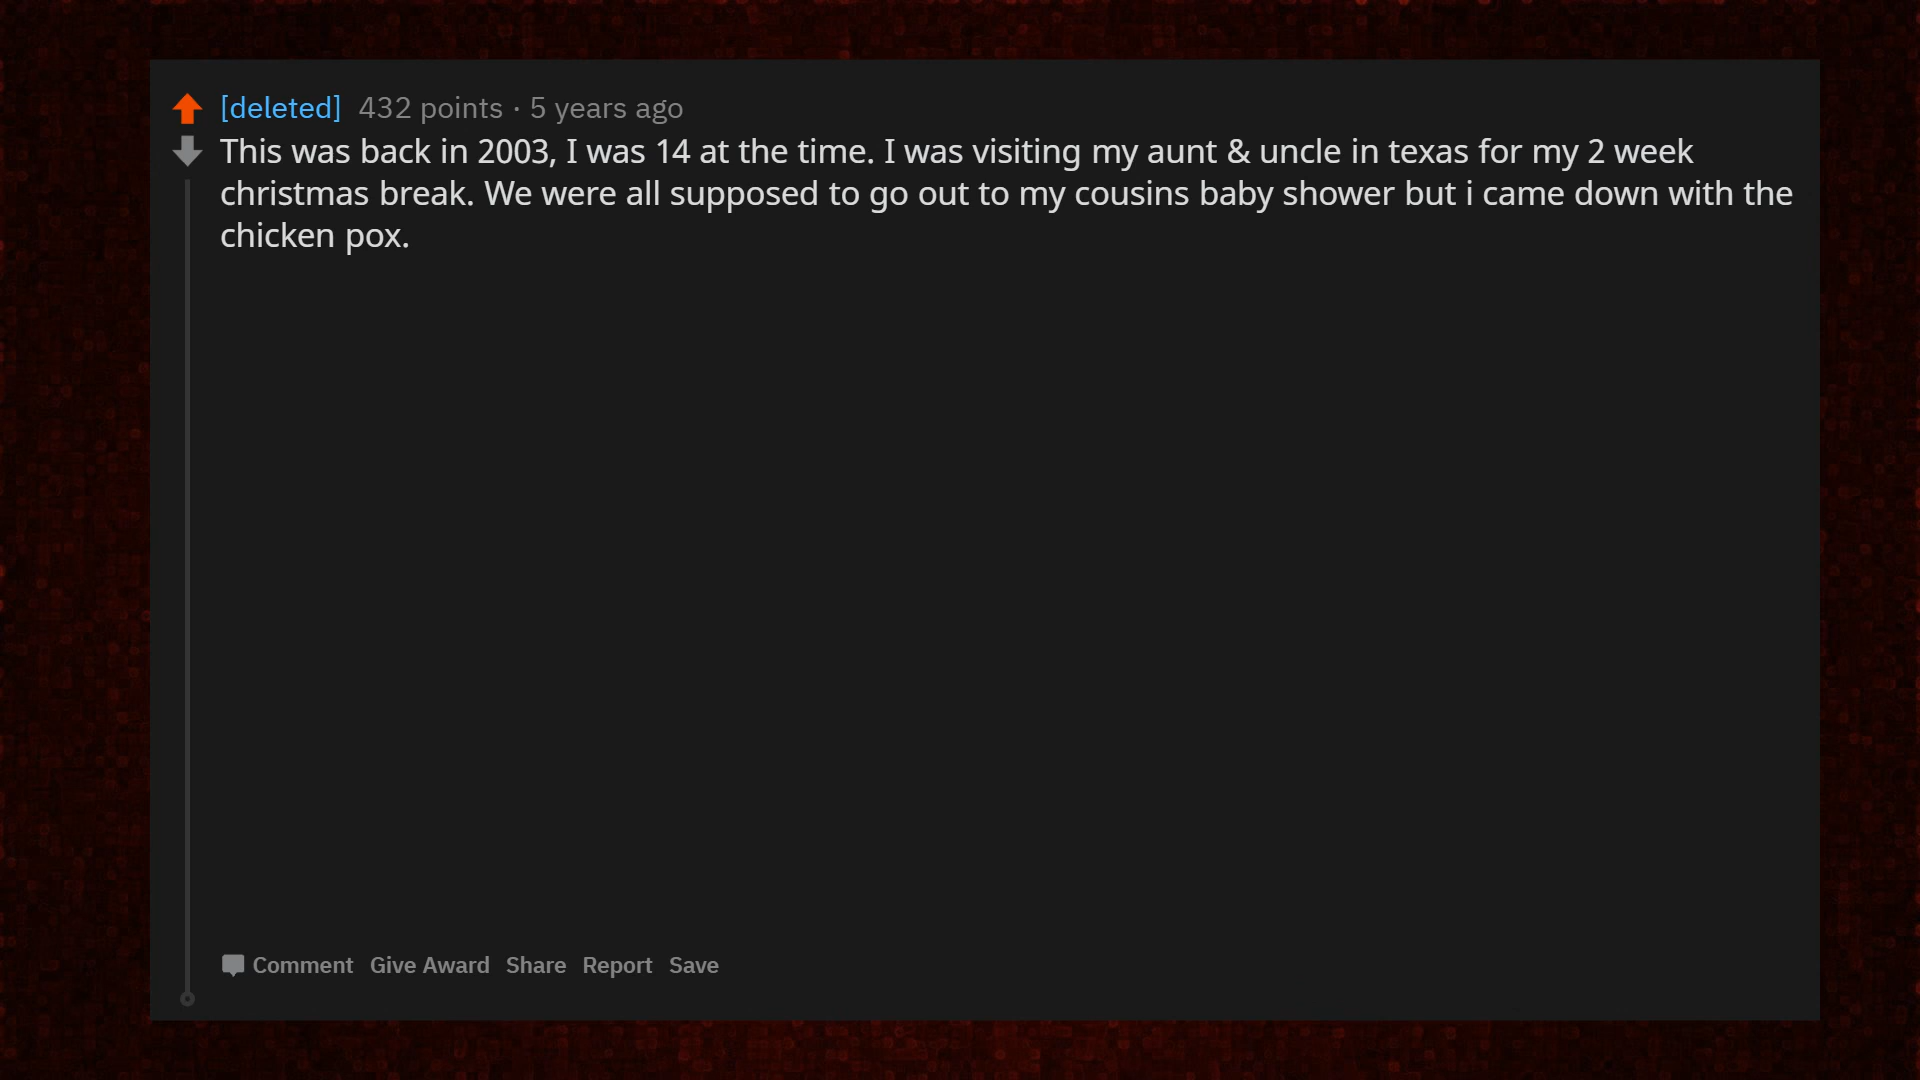 [deleted] 432 points · 5 years ago
This was back in 2003, I was 14 at the time. I was visiting my aunt & uncle in texas for my 2 week
christmas break. We were all supposed to go out to my cousins baby shower but i came down with the
chicken pox.
Comment Give Award Share Report Save